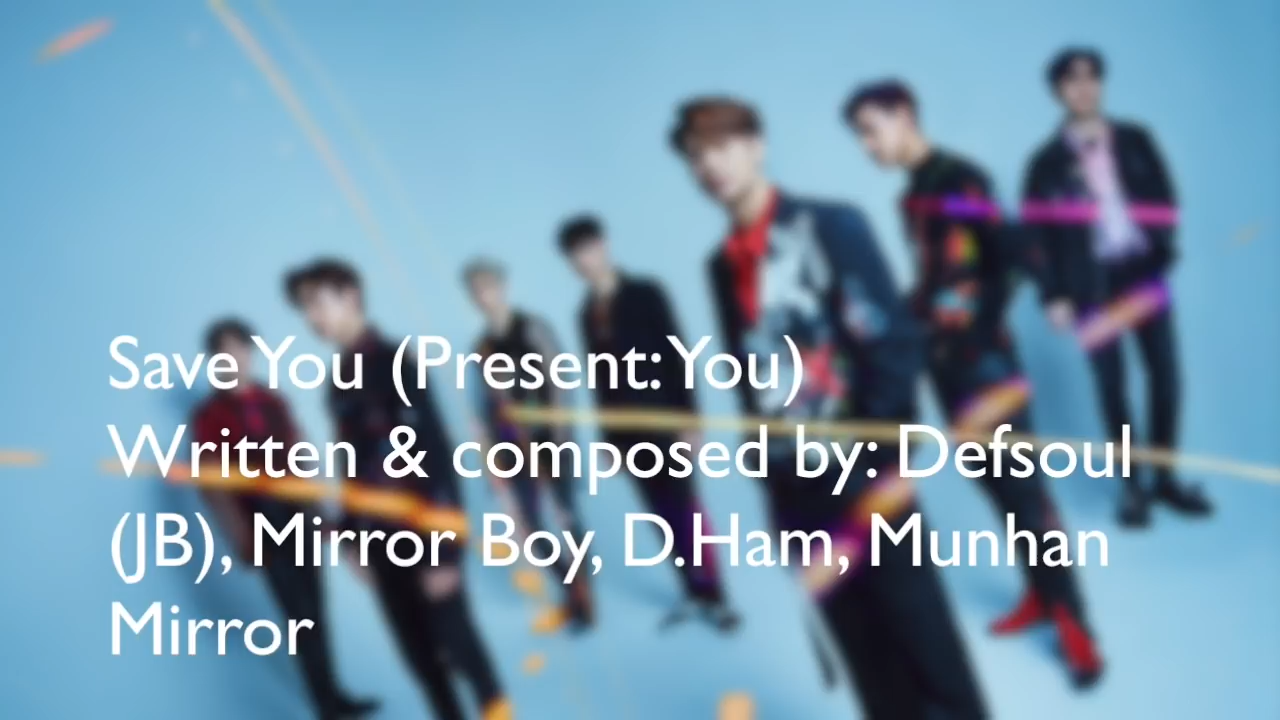 Save You (Present: You)
Written & composed by: Defsoul
(JB), Mirror Boy, D.Ham, Munhan
Mirror